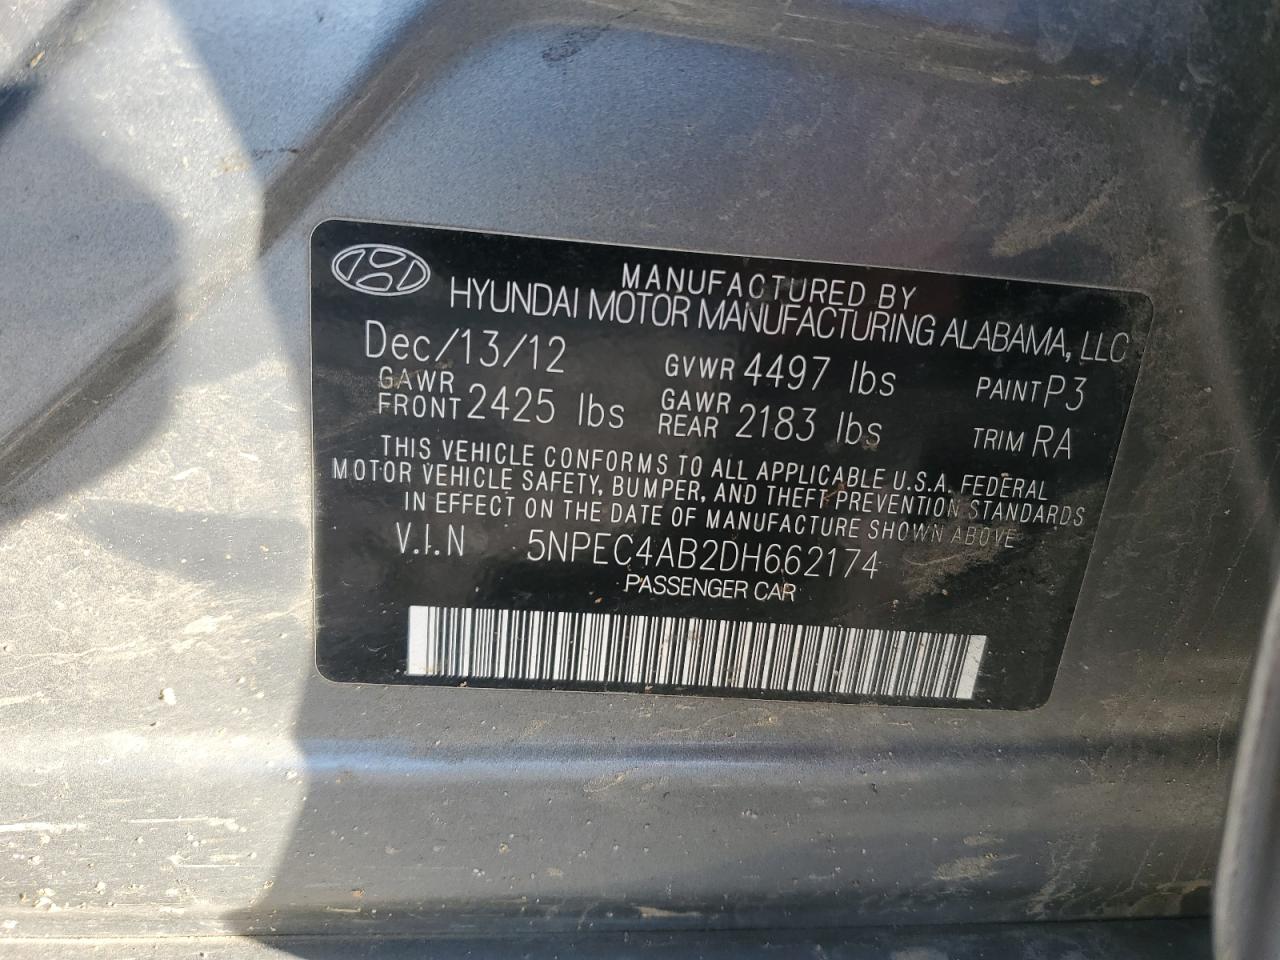 MANUFACTURED BY
HYUNDAI MOTOR MANUFACTURING ALABAMA, LLC
Dec/13/12 GVWR 4497 lbs PAINT P3
GAWR FRONT 2425 lbs GAWR REAR 2183 lbs TRIM RA
THIS VEHICLE CONFORMS TO ALL APPLICABLE U.S.A. FEDERAL
MOTOR VEHICLE SAFETY, BUMPER, AND THEFT PREVENTION STANDARDS
IN EFFECT ON THE DATE OF MANUFACTURE SHOWN ABOVE
V.I.N 5NPEC4AB2DH662174
PASSENGER CAR